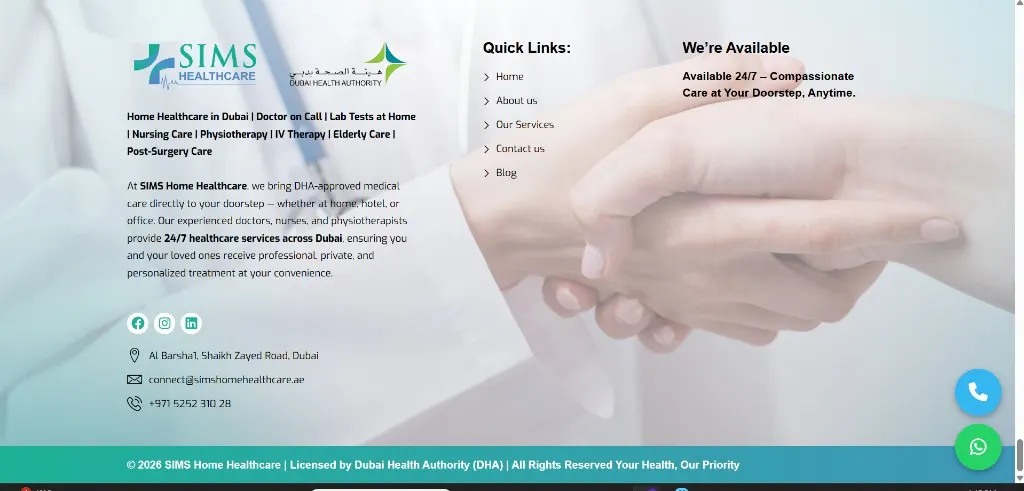 SIMS
HEALTHCARE
هيئة الصحة بدبي
DUBAI HEALTH AUTHORITY
Home Healthcare in Dubai | Doctor on Call | Lab Tests at Home
| Nursing Care | Physiotherapy | IV Therapy | Elderly Care |
Post-Surgery Care
At SIMS Home Healthcare, we bring DHA-approved medical
care directly to your doorstep — whether at home, hotel, or
office. Our experienced doctors, nurses, and physiotherapists
provide 24/7 healthcare services across Dubai, ensuring you
and your loved ones receive professional, private, and
personalized treatment at your convenience.
Al Barsha1, Shaikh Zayed Road, Dubai
connect@simshomehealthcare.ae
+971 5252 310 28
Quick Links:
Home
About us
Our Services
Contact us
Blog
We’re Available
Available 24/7 – Compassionate
Care at Your Doorstep, Anytime.
© 2026 SIMS Home Healthcare | Licensed by Dubai Health Authority (DHA) | All Rights Reserved Your Health, Our Priority